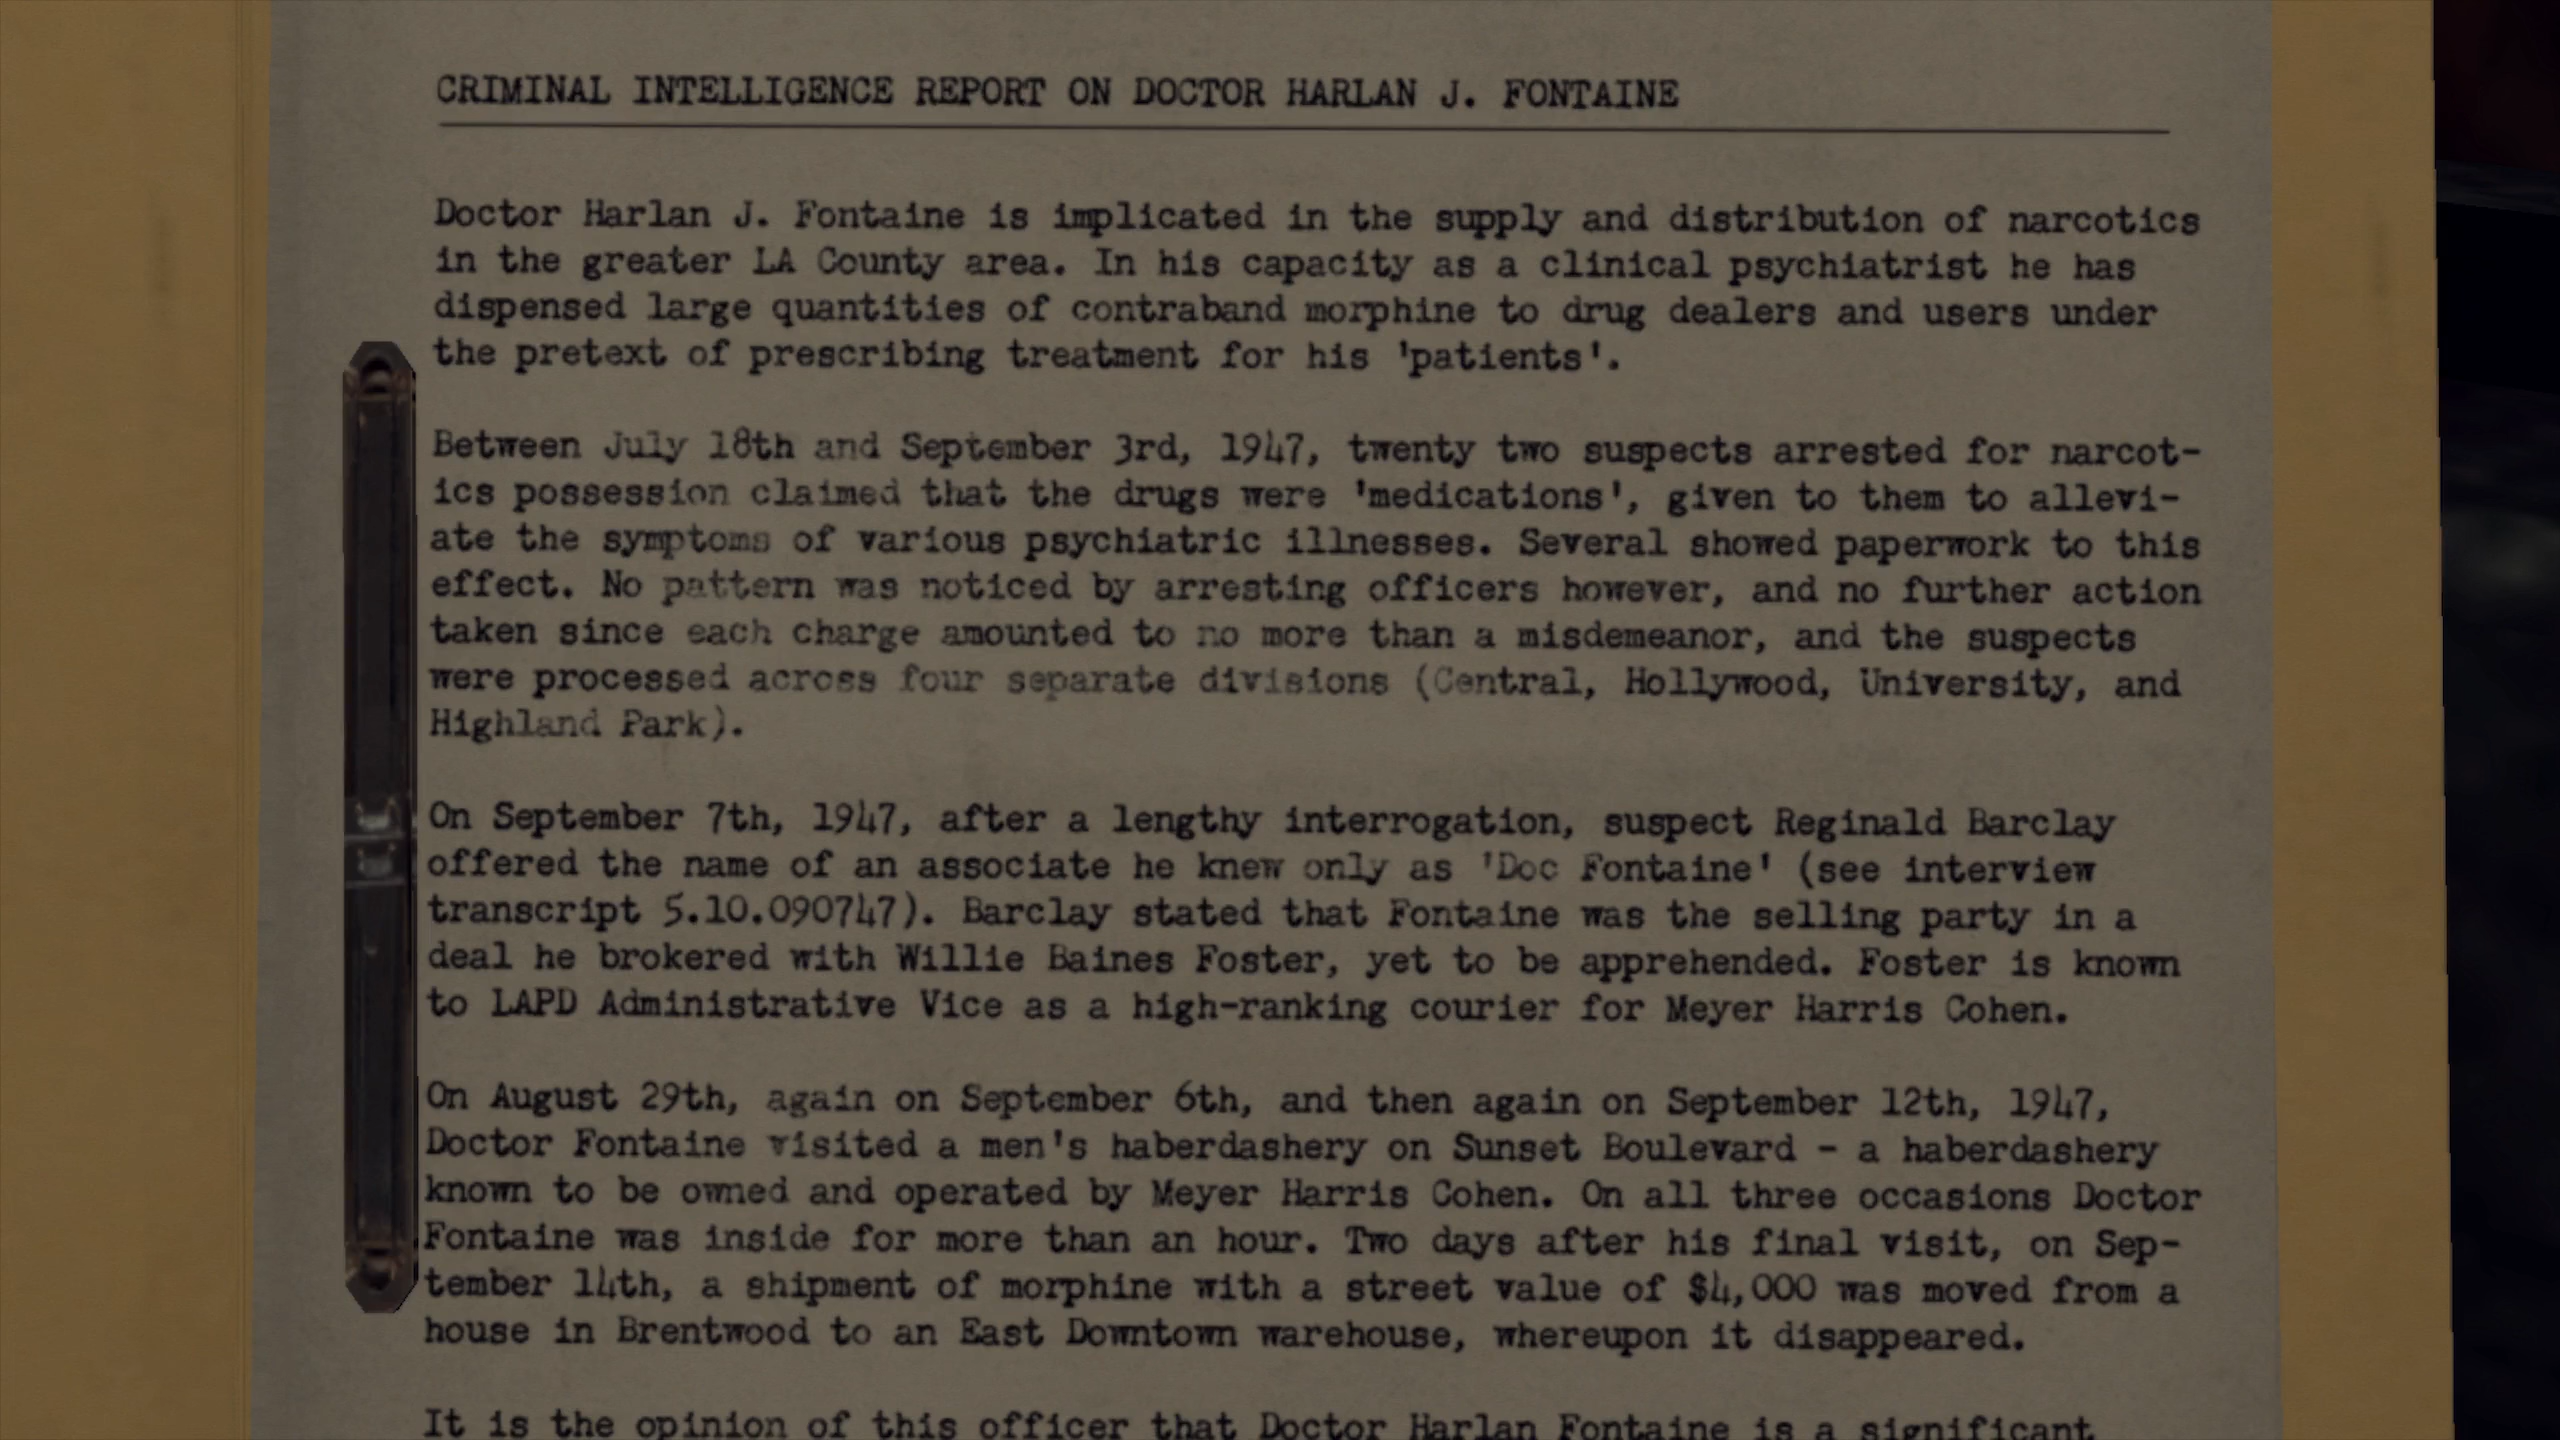 CRIMINAL INTELLIGENCE REPORT ON DOCTOR HARLAN J. FONTAINE
Doctor Harlan J. Fontaine is implicated in the supply and distribution of narcotics
in the greater LA County area. In his capacity as a clinical psychiatrist he has
dispensed large quantities of contraband morphine to drug dealers and users under
the pretext of prescribing treatment for his 'patients'.
Between July 18th and September 3rd, 1947, twenty two suspects arrested for narcot-
ics possession claimed that the drugs were 'medications', given to them to allevi-
ate the symptoms of various psychiatric illnesses. Several showed paperwork to this
effect. No pattern was noticed by arresting officers however, and no further action
taken since each charge amounted to no more than a misdemeanor, and the suspects
were processed across four separate divisions (Central, Hollywood, University, and
Highland Park).
On September 7th, 1947, after a lengthy interrogation, suspect Reginald Barclay
offered the name of an associate he knew only as 'Doc Fontaine' (see interview
transcript 5.10.090747). Barclay stated that Fontaine was the selling party in a
deal he brokered with Willie Baines Foster, yet to be apprehended. Foster is known
to LAPD Administrative Vice as a high-ranking courier for Meyer Harris Cohen.
On August 29th, again on September 6th, and then again on September 12th, 1947,
Doctor Fontaine visited a men's haberdashery on Sunset Boulevard - a haberdashery
known to be owned and operated by Meyer Harris Cohen. On all three occasions Doctor
Fontaine was inside for more than an hour. Two days after his final visit, on Sep-
tember 14th, a shipment of morphine with a street value of $4,000 was moved from a
house in Brentwood to an East Downtown warehouse, whereupon it disappeared.
It is the opinion of this officer that Doctor Harlan Fontaine is a significant